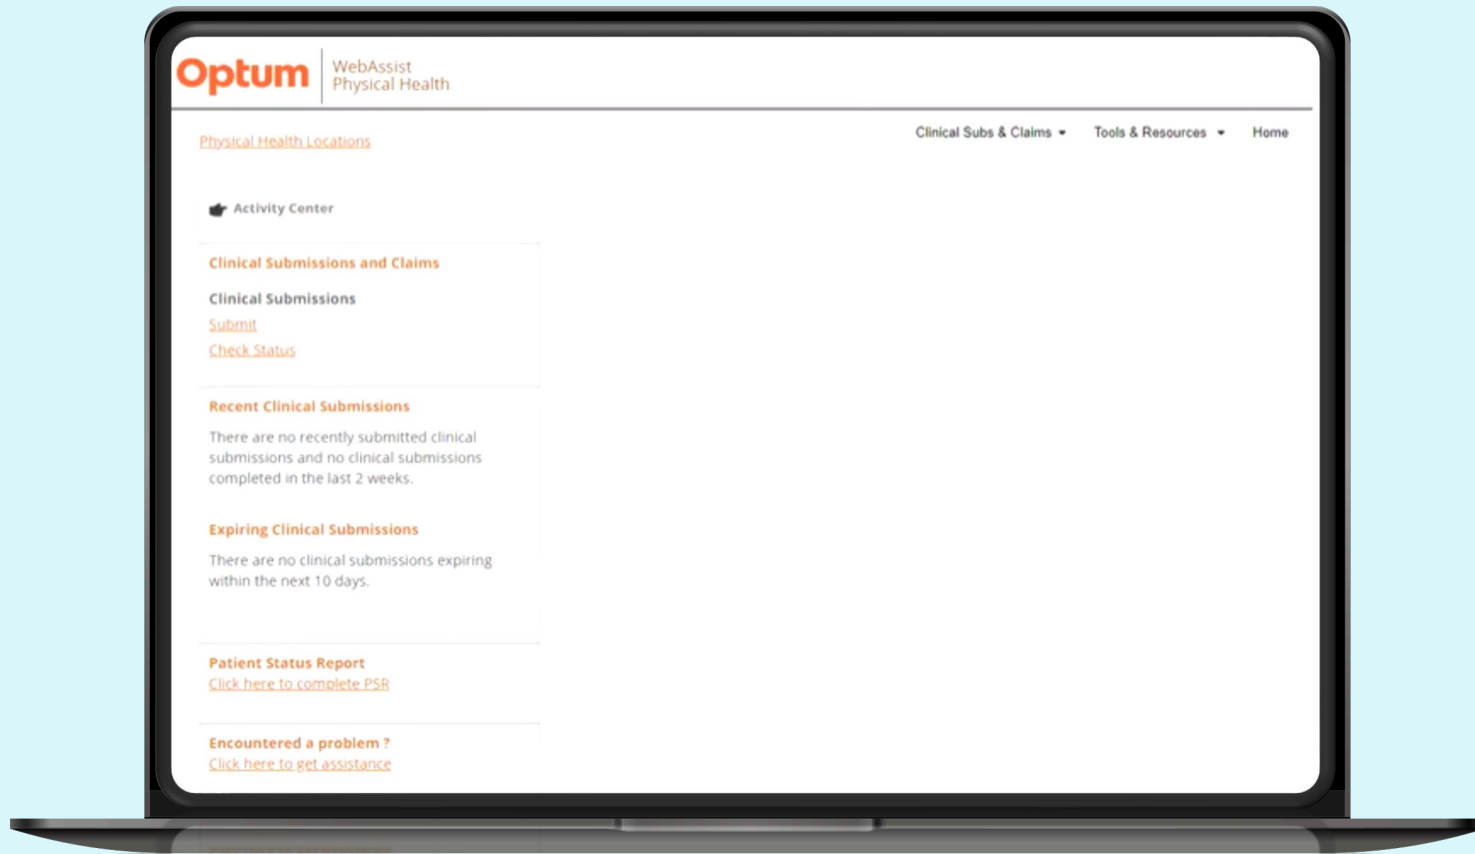 Optum
WebAssist
Physical Health
Physical Health Locations
Clinical Subs & Claims
Tools & Resources
Home
Activity Center
Clinical Submissions and Claims
Clinical Submissions
Submit
Check Status
Recent Clinical Submissions
There are no recently submitted clinical
submissions and no clinical submissions
completed in the last 2 weeks.
Expiring Clinical Submissions
There are no clinical submissions expiring
within the next 10 days.
Patient Status Report
Click here to complete PSR
Encountered a problem ?
Click here to get assistance